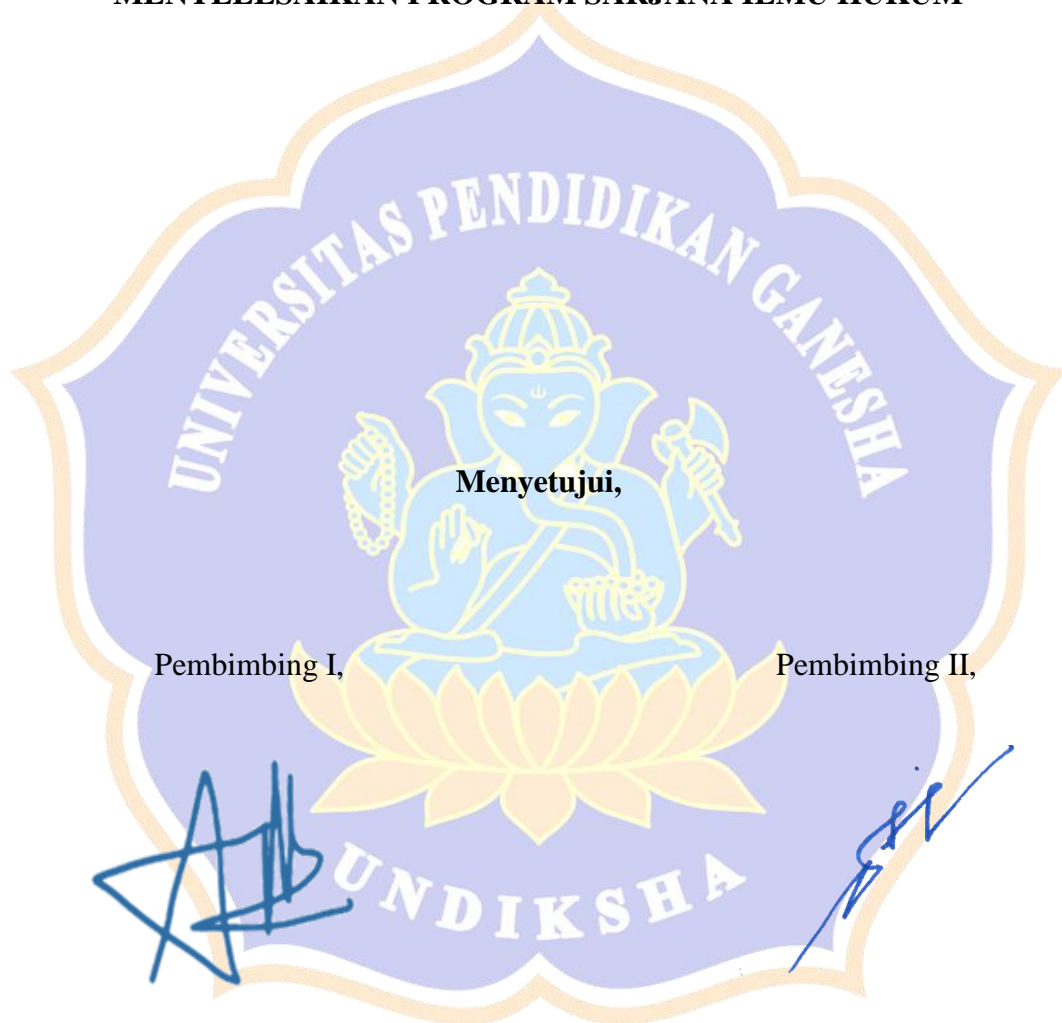 MENYELESAIKAN PROGRAM SARJANA ILMU HUKUM
UNIVERSITAS PENDIDIKAN GANESHA
Menyetujui,
Pembimbing I,
Pembimbing II,
UNDIKSHA